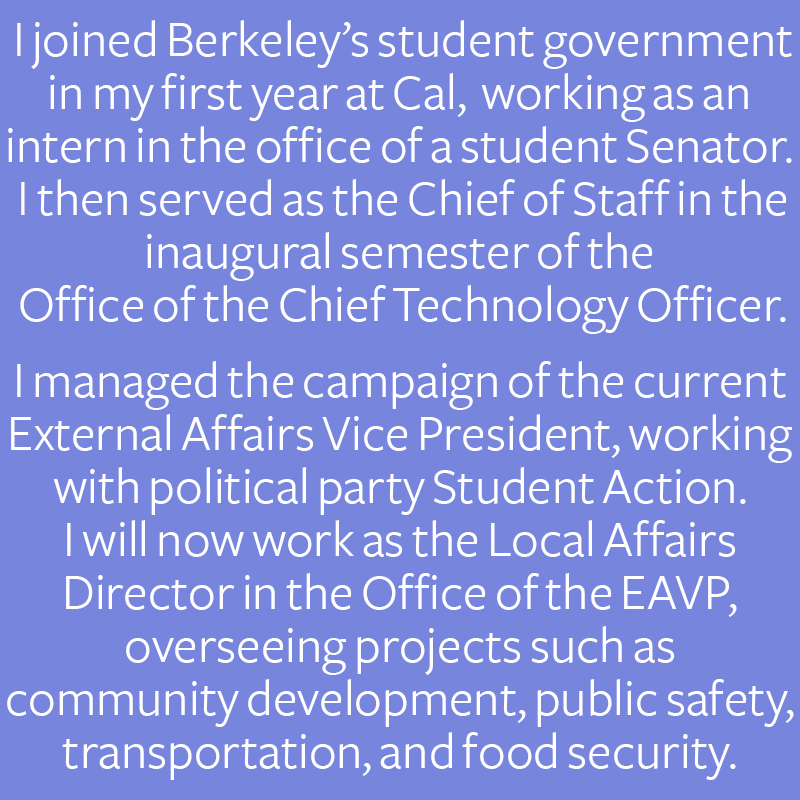 I joined Berkeley’s student government
in my first year at Cal, working as an
intern in the office of a student Senator.
I then served as the Chief of Staff in the
inaugural semester of the
Office of the Chief Technology Officer.
I managed the campaign of the current
External Affairs Vice President, working
with political party Student Action.
I will now work as the Local Affairs
Director in the Office of the EAVP,
overseeing projects such as
community development, public safety,
transportation, and food security.